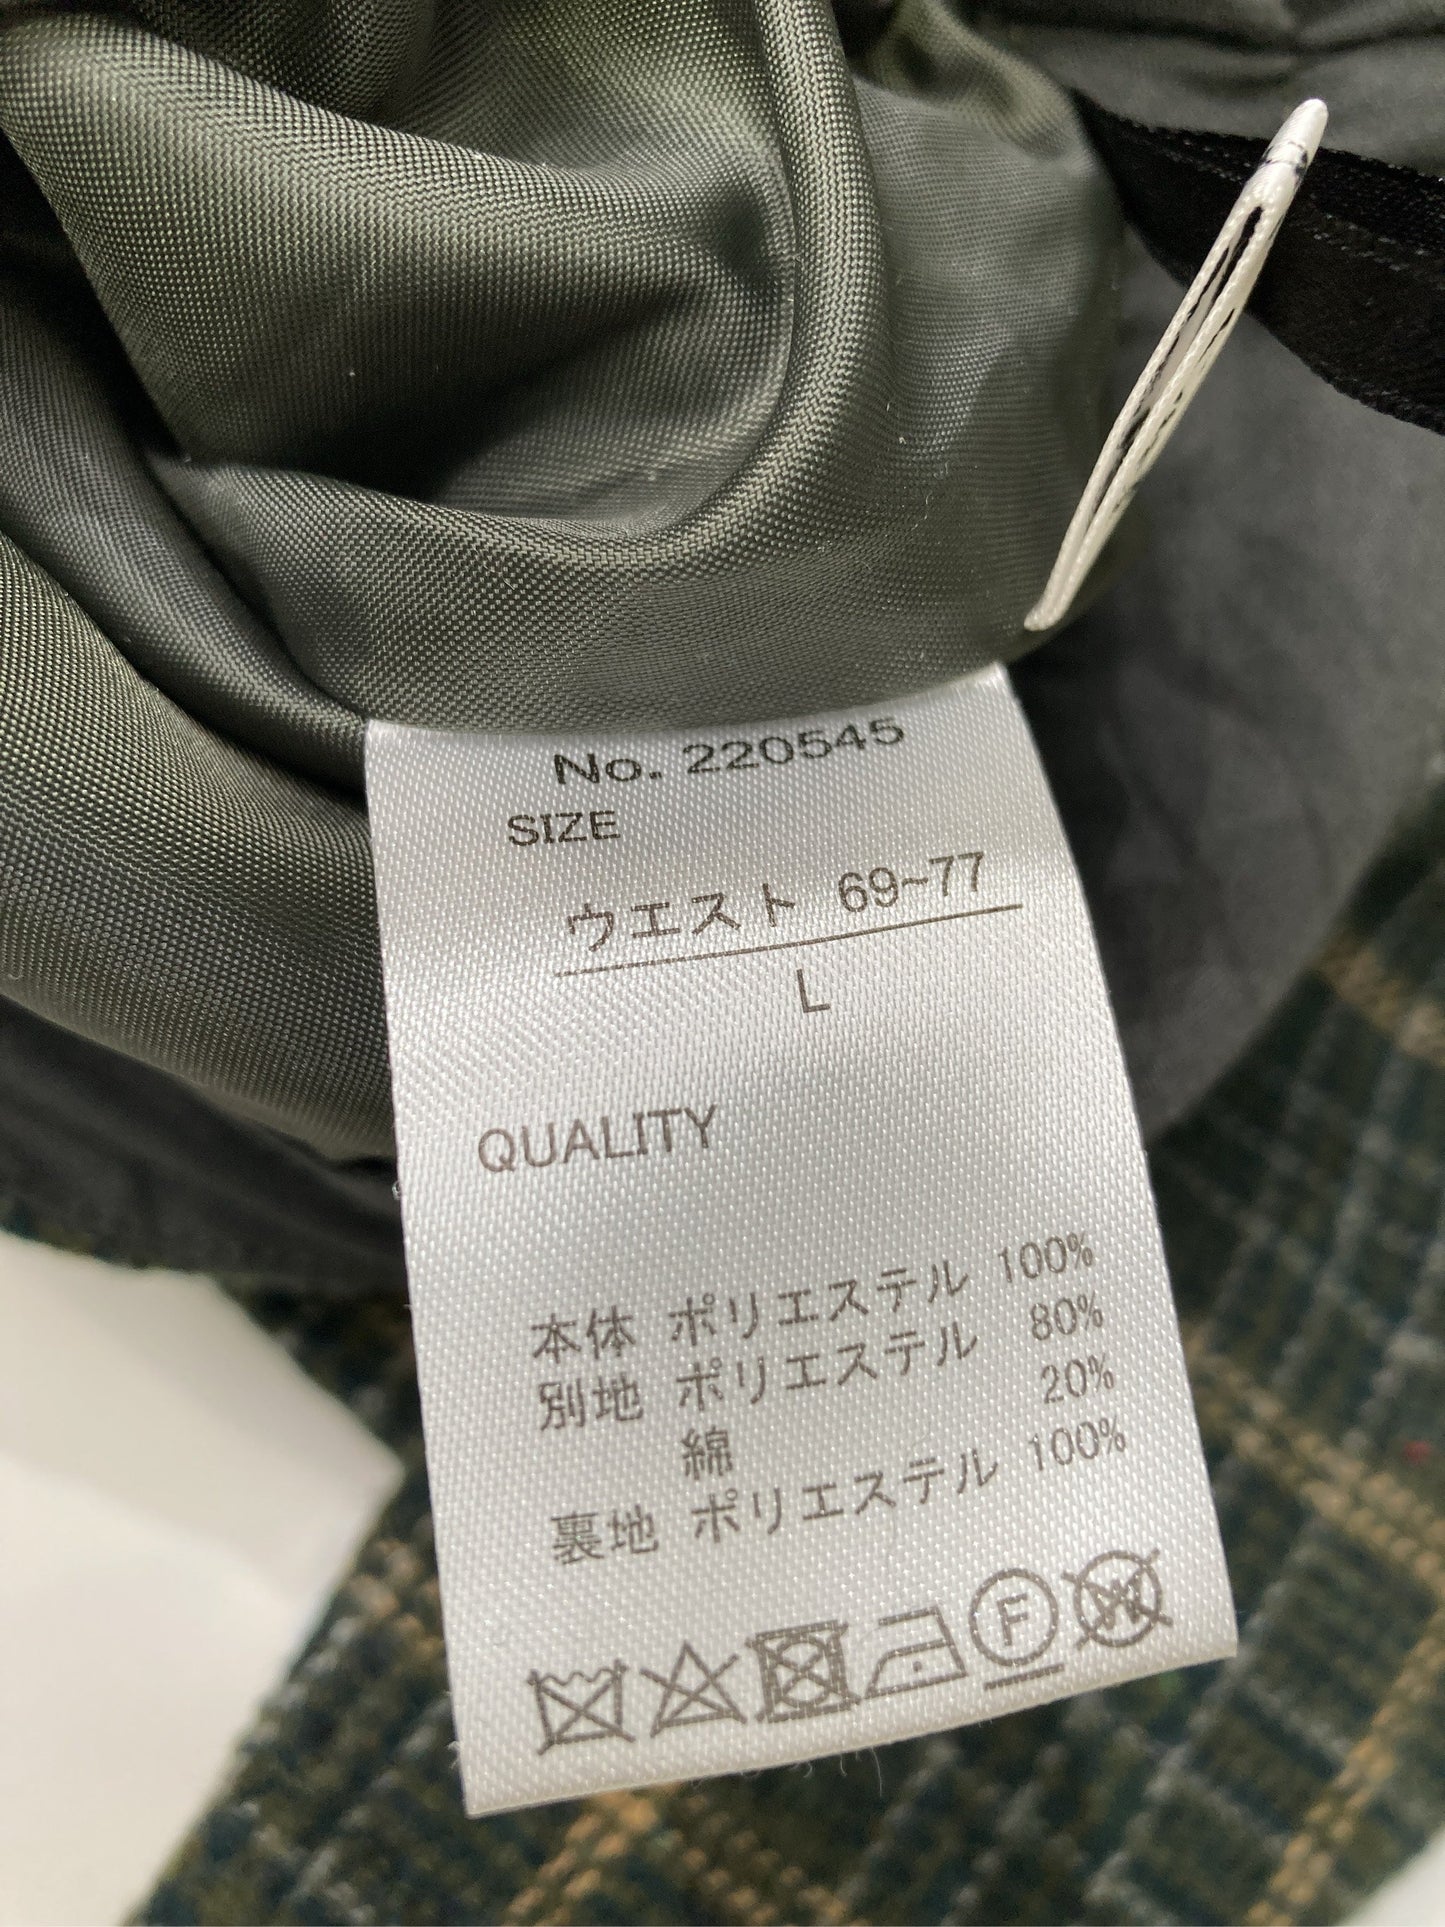 No. 220545
SIZE
ウエスト 69~77
L
QUALITY
本体 ポリエステル 100%
別地 ポリエステル 80%
綿 20%
裏地 ポリエステル 100%
F
W